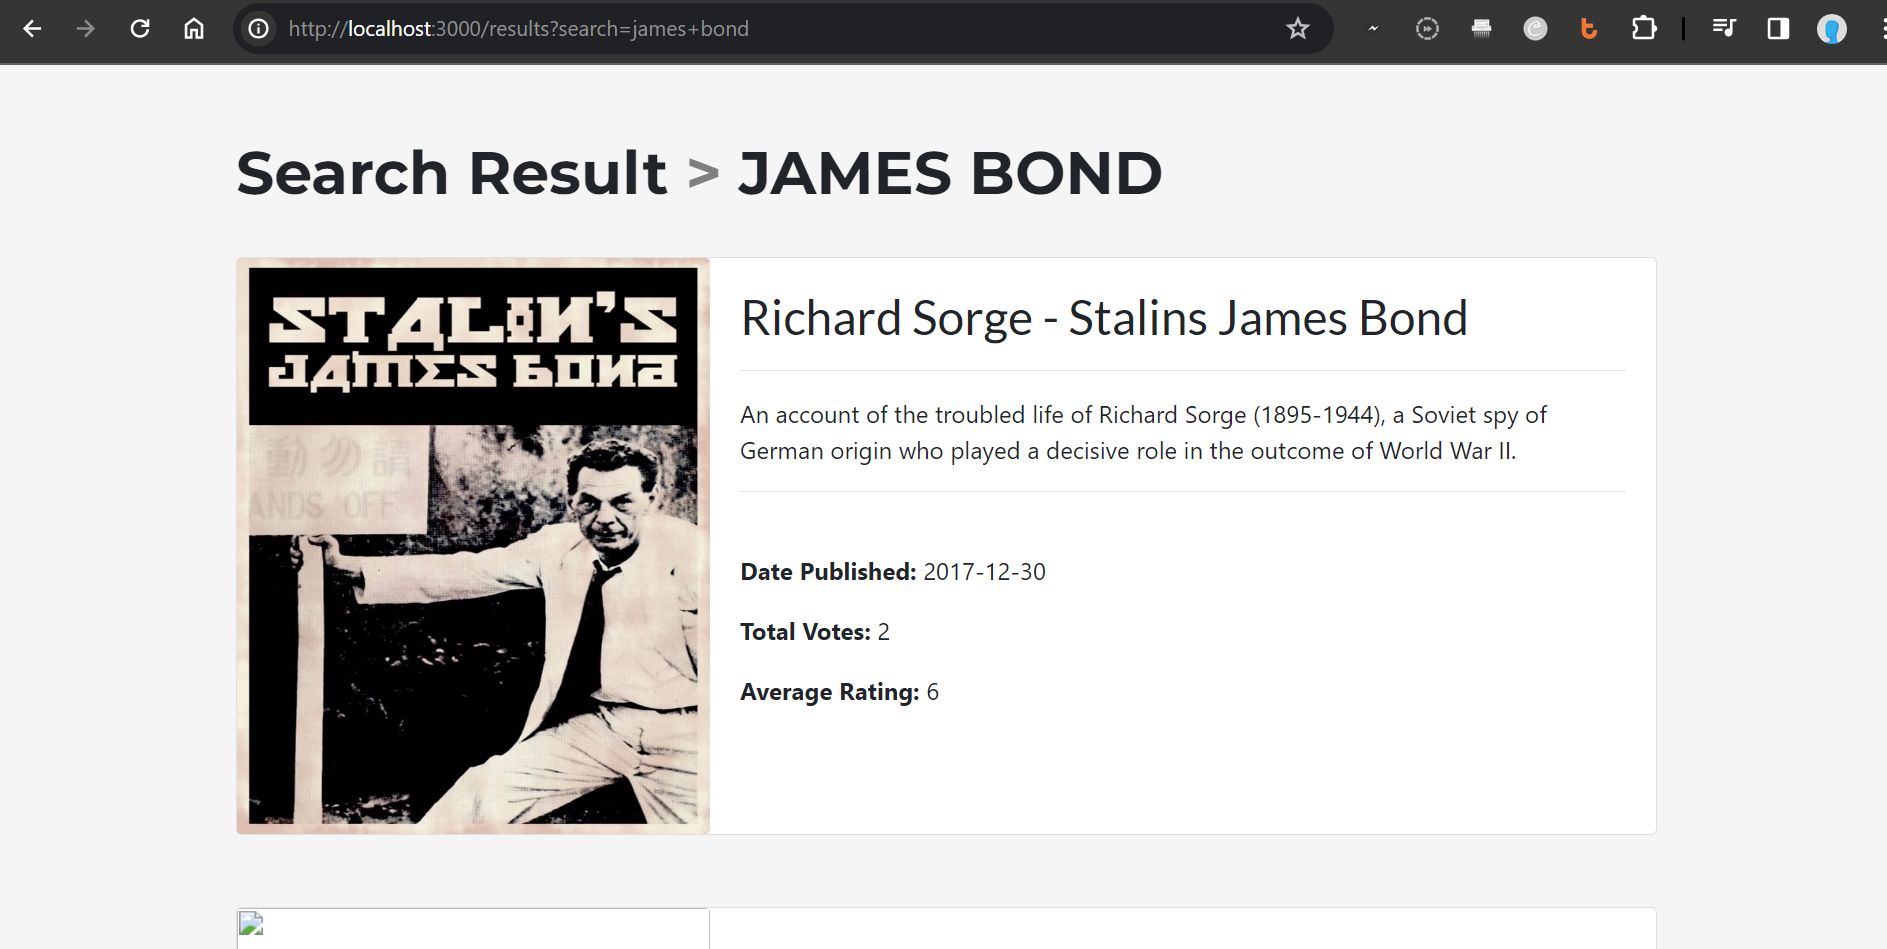 http://localhost:3000/results?search=james+bond
Search Result > JAMES BOND
STALIN'S
JAMES BOND
動勿請
ANDS OFF
Richard Sorge - Stalins James Bond
An account of the troubled life of Richard Sorge (1895-1944), a Soviet spy of
German origin who played a decisive role in the outcome of World War II.
Date Published: 2017-12-30
Total Votes: 2
Average Rating: 6